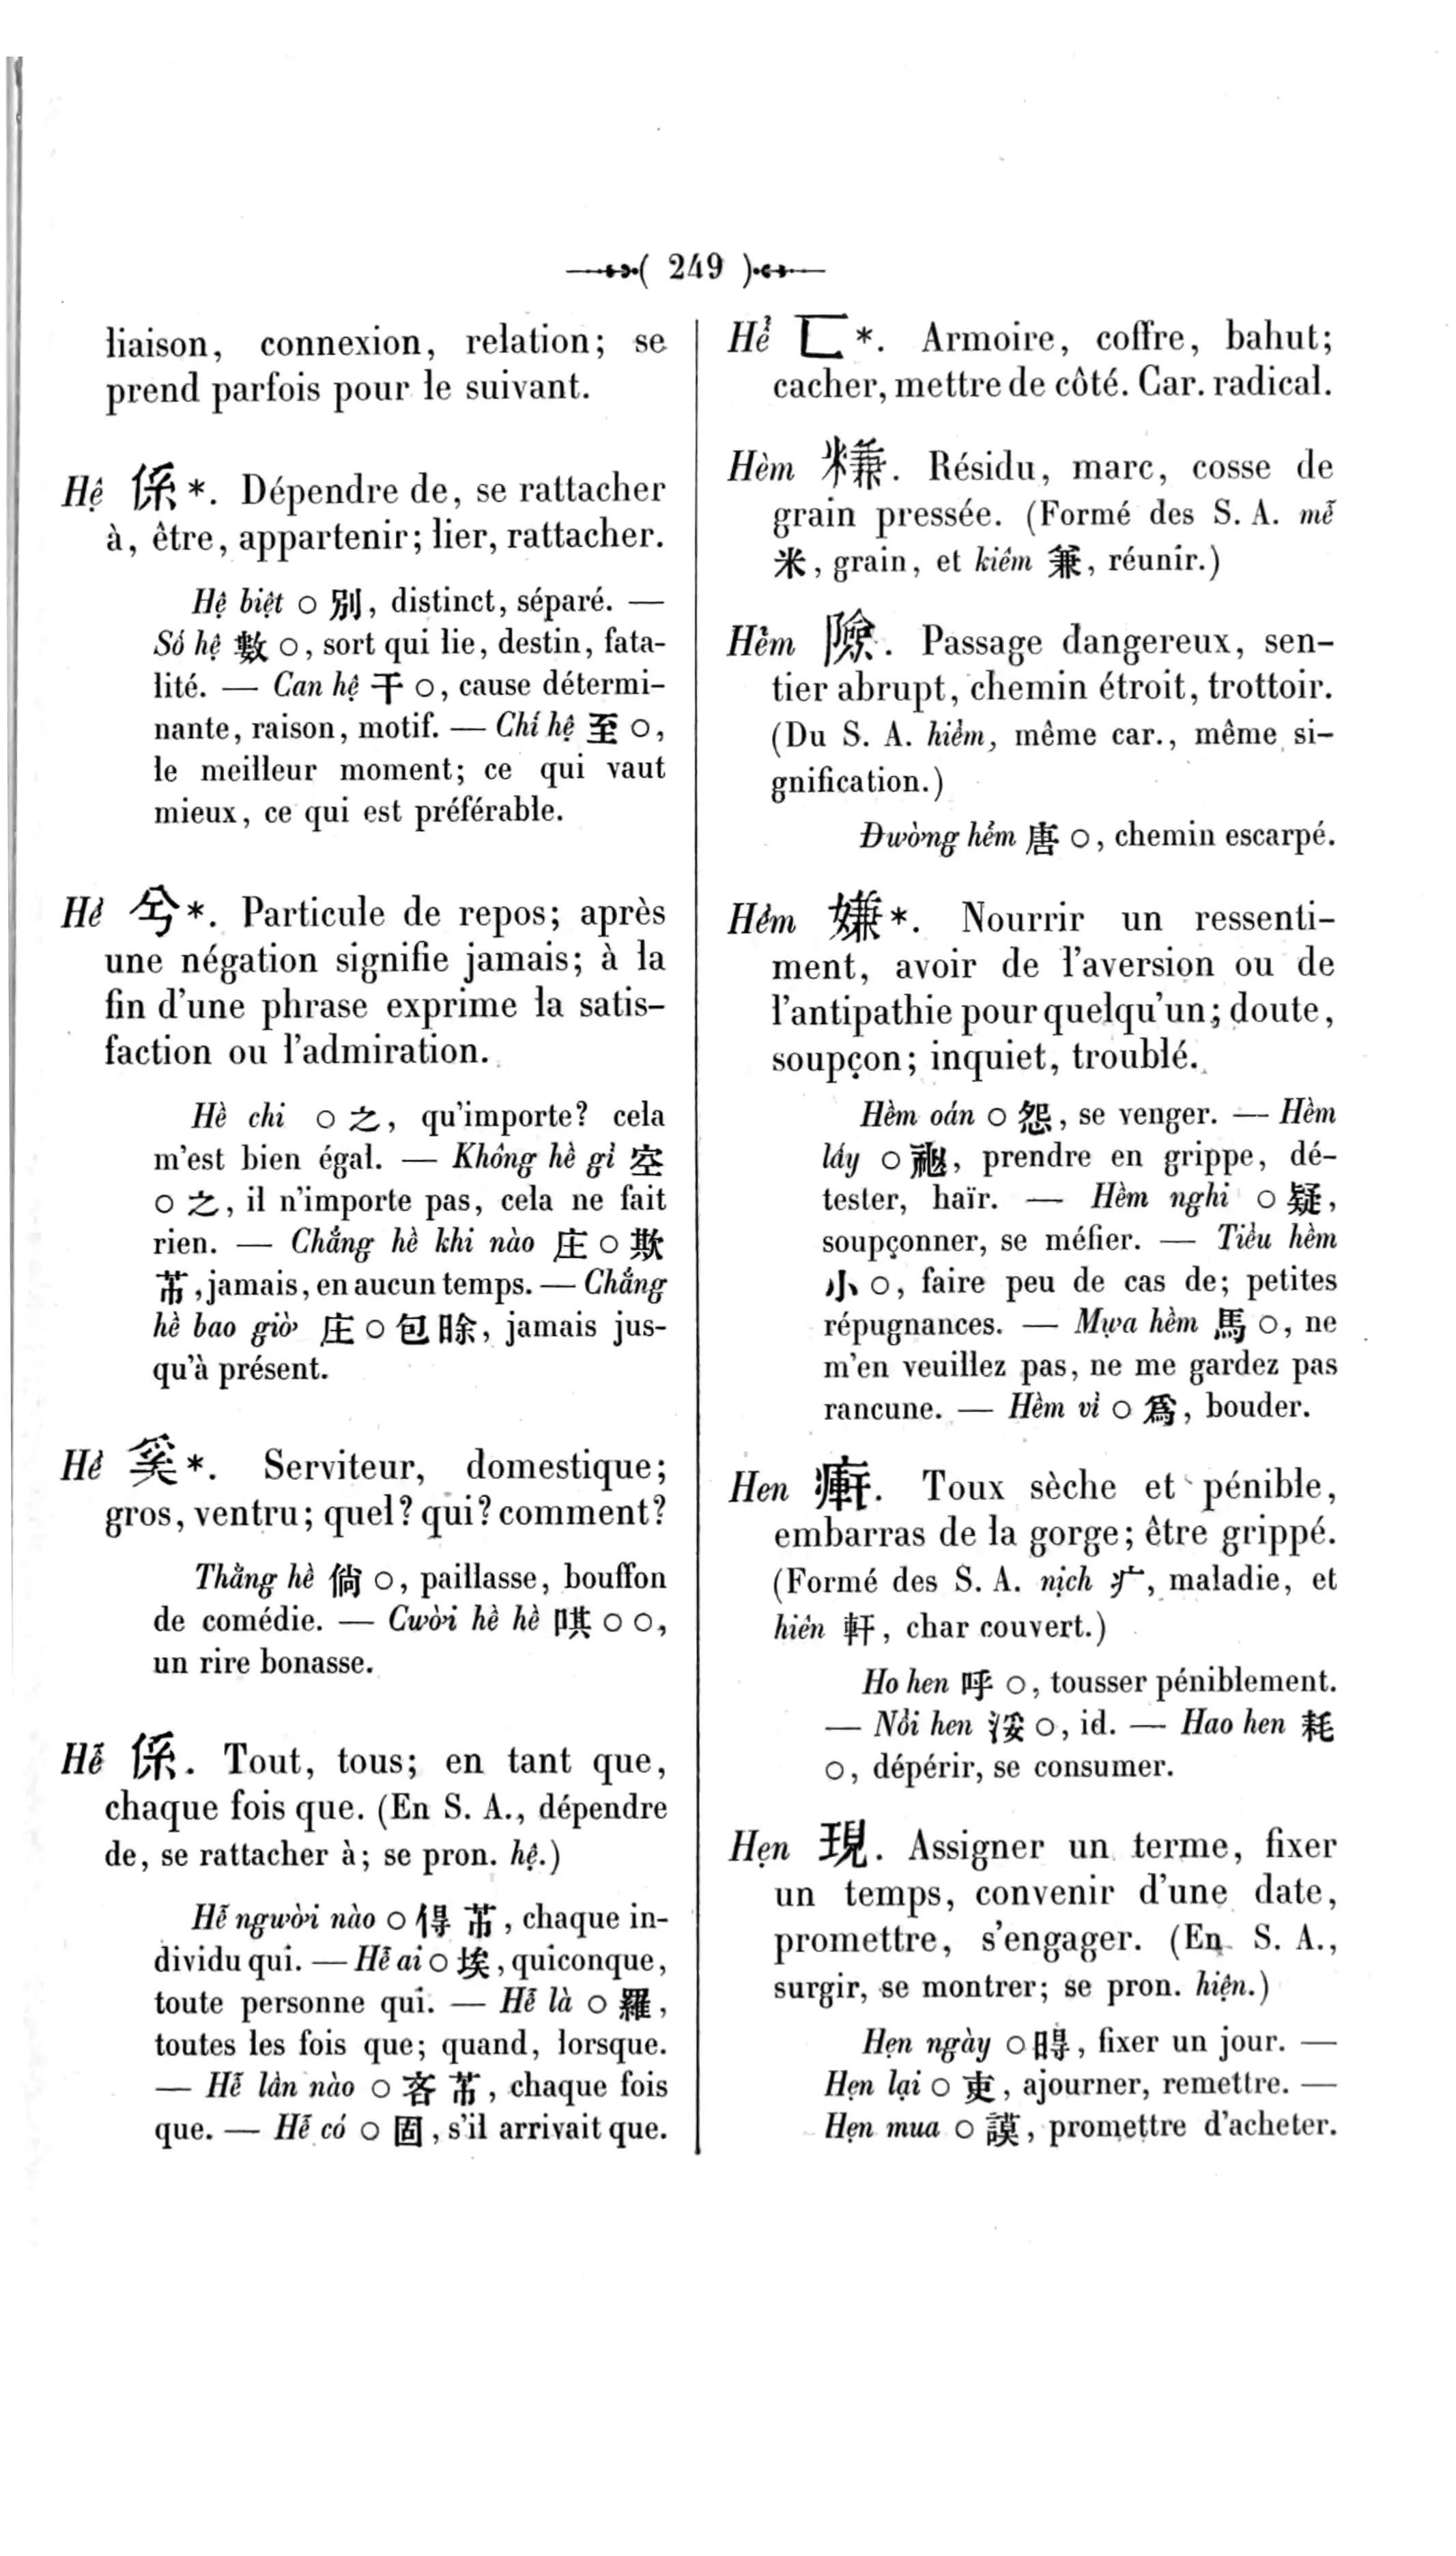 ( 249 )
liaison, connexion, relation; se
prend parfois pour le suivant.
Hệ 係*. Dépendre de, se rattacher
à, être, appartenir; lier, rattacher.
Hệ biệt ○ 別, distinct, séparé. —
Số hệ 數 ○, sort qui lie, destin, fata-
lité. — Can hệ 干 ○, cause détermi-
nante, raison, motif. — Chí hệ 至 ○,
le meilleur moment; ce qui vaut
mieux, ce qui est préférable.
Hề 兮*. Particule de repos; après
une négation signifie jamais; à la
fin d'une phrase exprime la satis-
faction ou l'admiration.
Hề chi ○ 之, qu'importe? cela
m'est bien égal. — Không hề gì 空
○ 之, il n'importe pas, cela ne fait
rien. — Chẳng hề khi nào 庄 ○ 欺
芇, jamais, en aucun temps. — Chẳng
hề bao giờ 庄 ○ 包 𣇞, jamais jus-
qu'à présent.
Hề 奚*. Serviteur, domestique;
gros, ventru; quel? qui? comment?
Thằng hề 倘 ○, paillasse, bouffon
de comédie. — Cười hề hề 唭 ○ ○,
un rire bonasse.
Hễ 係. Tout, tous; en tant que,
chaque fois que. (En S. A., dépendre
de, se rattacher à; se pron. hệ.)
Hễ người nào ○ 㝵 芇, chaque in-
dividu qui. — Hễ ai ○ 埃, quiconque,
toute personne qui. — Hễ là ○ 羅,
toutes les fois que; quand, lorsque.
— Hễ lần nào ○ 吝 芇, chaque fois
que. — Hễ có ○ 固, s'il arrivait que.
Hể 匸*. Armoire, coffre, bahut;
cacher, mettre de côté. Car. radical.
Hèm 糠. Résidu, marc, cosse de
grain pressée. (Formé des S. A. mễ
米, grain, et kiêm 兼, réunir.)
Hẻm 險. Passage dangereux, sen-
tier abrupt, chemin étroit, trottoir.
(Du S. A. hiểm, même car., même si-
gnification.)
Đường hẻm 唐 ○, chemin escarpé.
Hềm 嫌*. Nourrir un ressenti-
ment, avoir de l'aversion ou de
l'antipathie pour quelqu'un; doute,
soupçon; inquiet, troublé.
Hềm oán ○ 怨, se venger. — Hềm
lấy ○, prendre en grippe, dé-
tester, haïr. — Hềm nghi ○ 疑,
soupçonner, se méfier. — Tiểu hềm
小 ○, faire peu de cas de; petites
répugnances. — Mựa hềm 馬 ○, ne
m'en veuillez pas, ne me gardez pas
rancune. — Hềm vì ○ 爲, bouder.
Hen. Toux sèche et pénible,
embarras de la gorge; être grippé.
(Formé des S. A. nịch 疒, maladie, et
hiên 軒, char couvert.)
Ho hen 呼 ○, tousser péniblement.
— Nổi hen 浽 ○, id. — Hao hen 耗
○, dépérir, se consumer.
Hẹn 現. Assigner un terme, fixer
un temps, convenir d'une date,
promettre, s'engager. (En S. A.,
surgir, se montrer; se pron. hiện.)
Hẹn ngày ○ 㝵, fixer un jour. —
Hẹn lại ○ 吏, ajourner, remettre. —
Hẹn mua ○ 謨, promettre d'acheter.